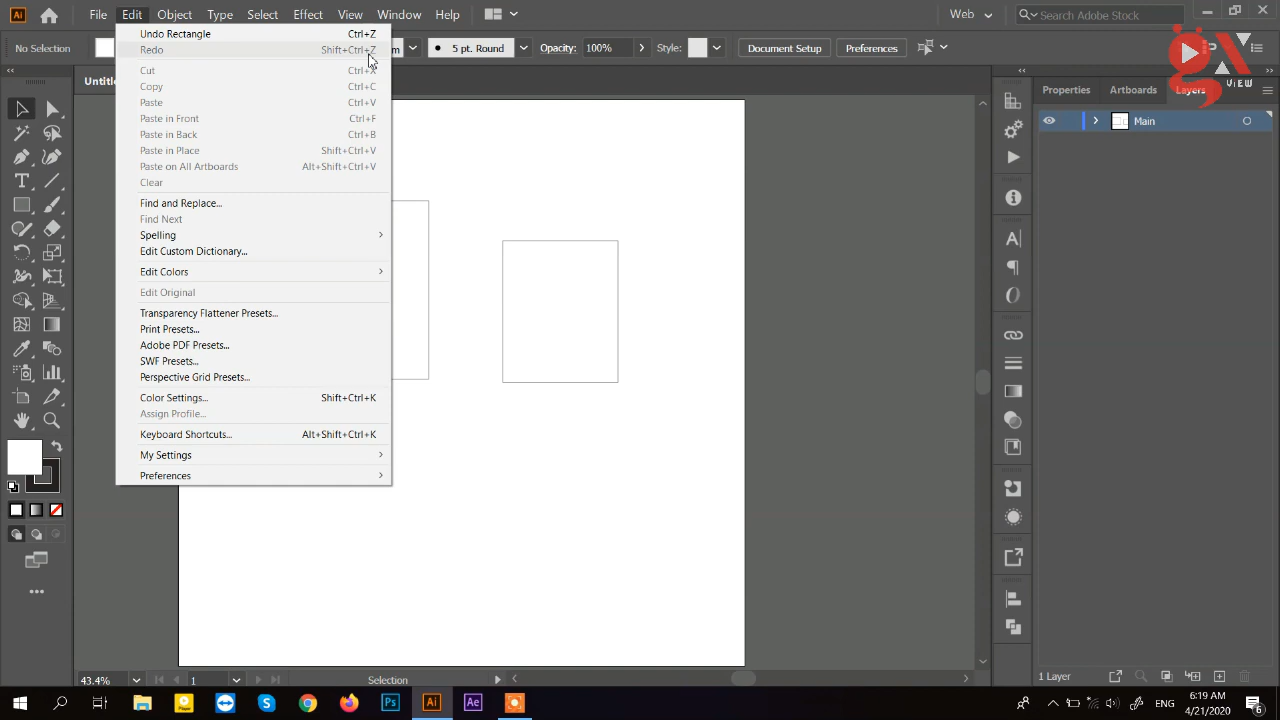 Ai File Edit Object Type Select Effect View Window Help Web Search Adobe Stock
No Selection 5 pt. Round Opacity: 100% Style: Document Setup Preferences
gx VIEW
Undo Rectangle Ctrl+Z
Redo Shift+Ctrl+Z
Cut Ctrl+X
Copy Ctrl+C
Paste Ctrl+V
Paste in Front Ctrl+F
Paste in Back Ctrl+B
Paste in Place Shift+Ctrl+V
Paste on All Artboards Alt+Shift+Ctrl+V
Clear
Find and Replace...
Find Next
Spelling
Edit Custom Dictionary...
Edit Colors
Edit Original
Transparency Flattener Presets...
Print Presets...
Adobe PDF Presets...
SWF Presets...
Perspective Grid Presets...
Color Settings... Shift+Ctrl+K
Assign Profile...
Keyboard Shortcuts... Alt+Shift+Ctrl+K
My Settings
Preferences
Properties Artboards Layers
Main
1 Layer
43.4% 1 Selection
Ps Ai Ae ENG
6:19 AM
4/21/2020
6